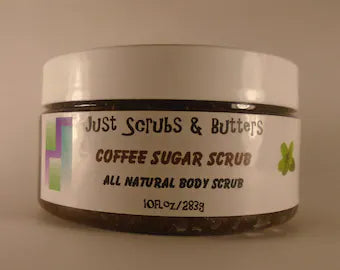 Just Scrubs & Butters
COFFEE SUGAR SCRUB
ALL NATURAL BODY SCRUB
10FL.oz/283g